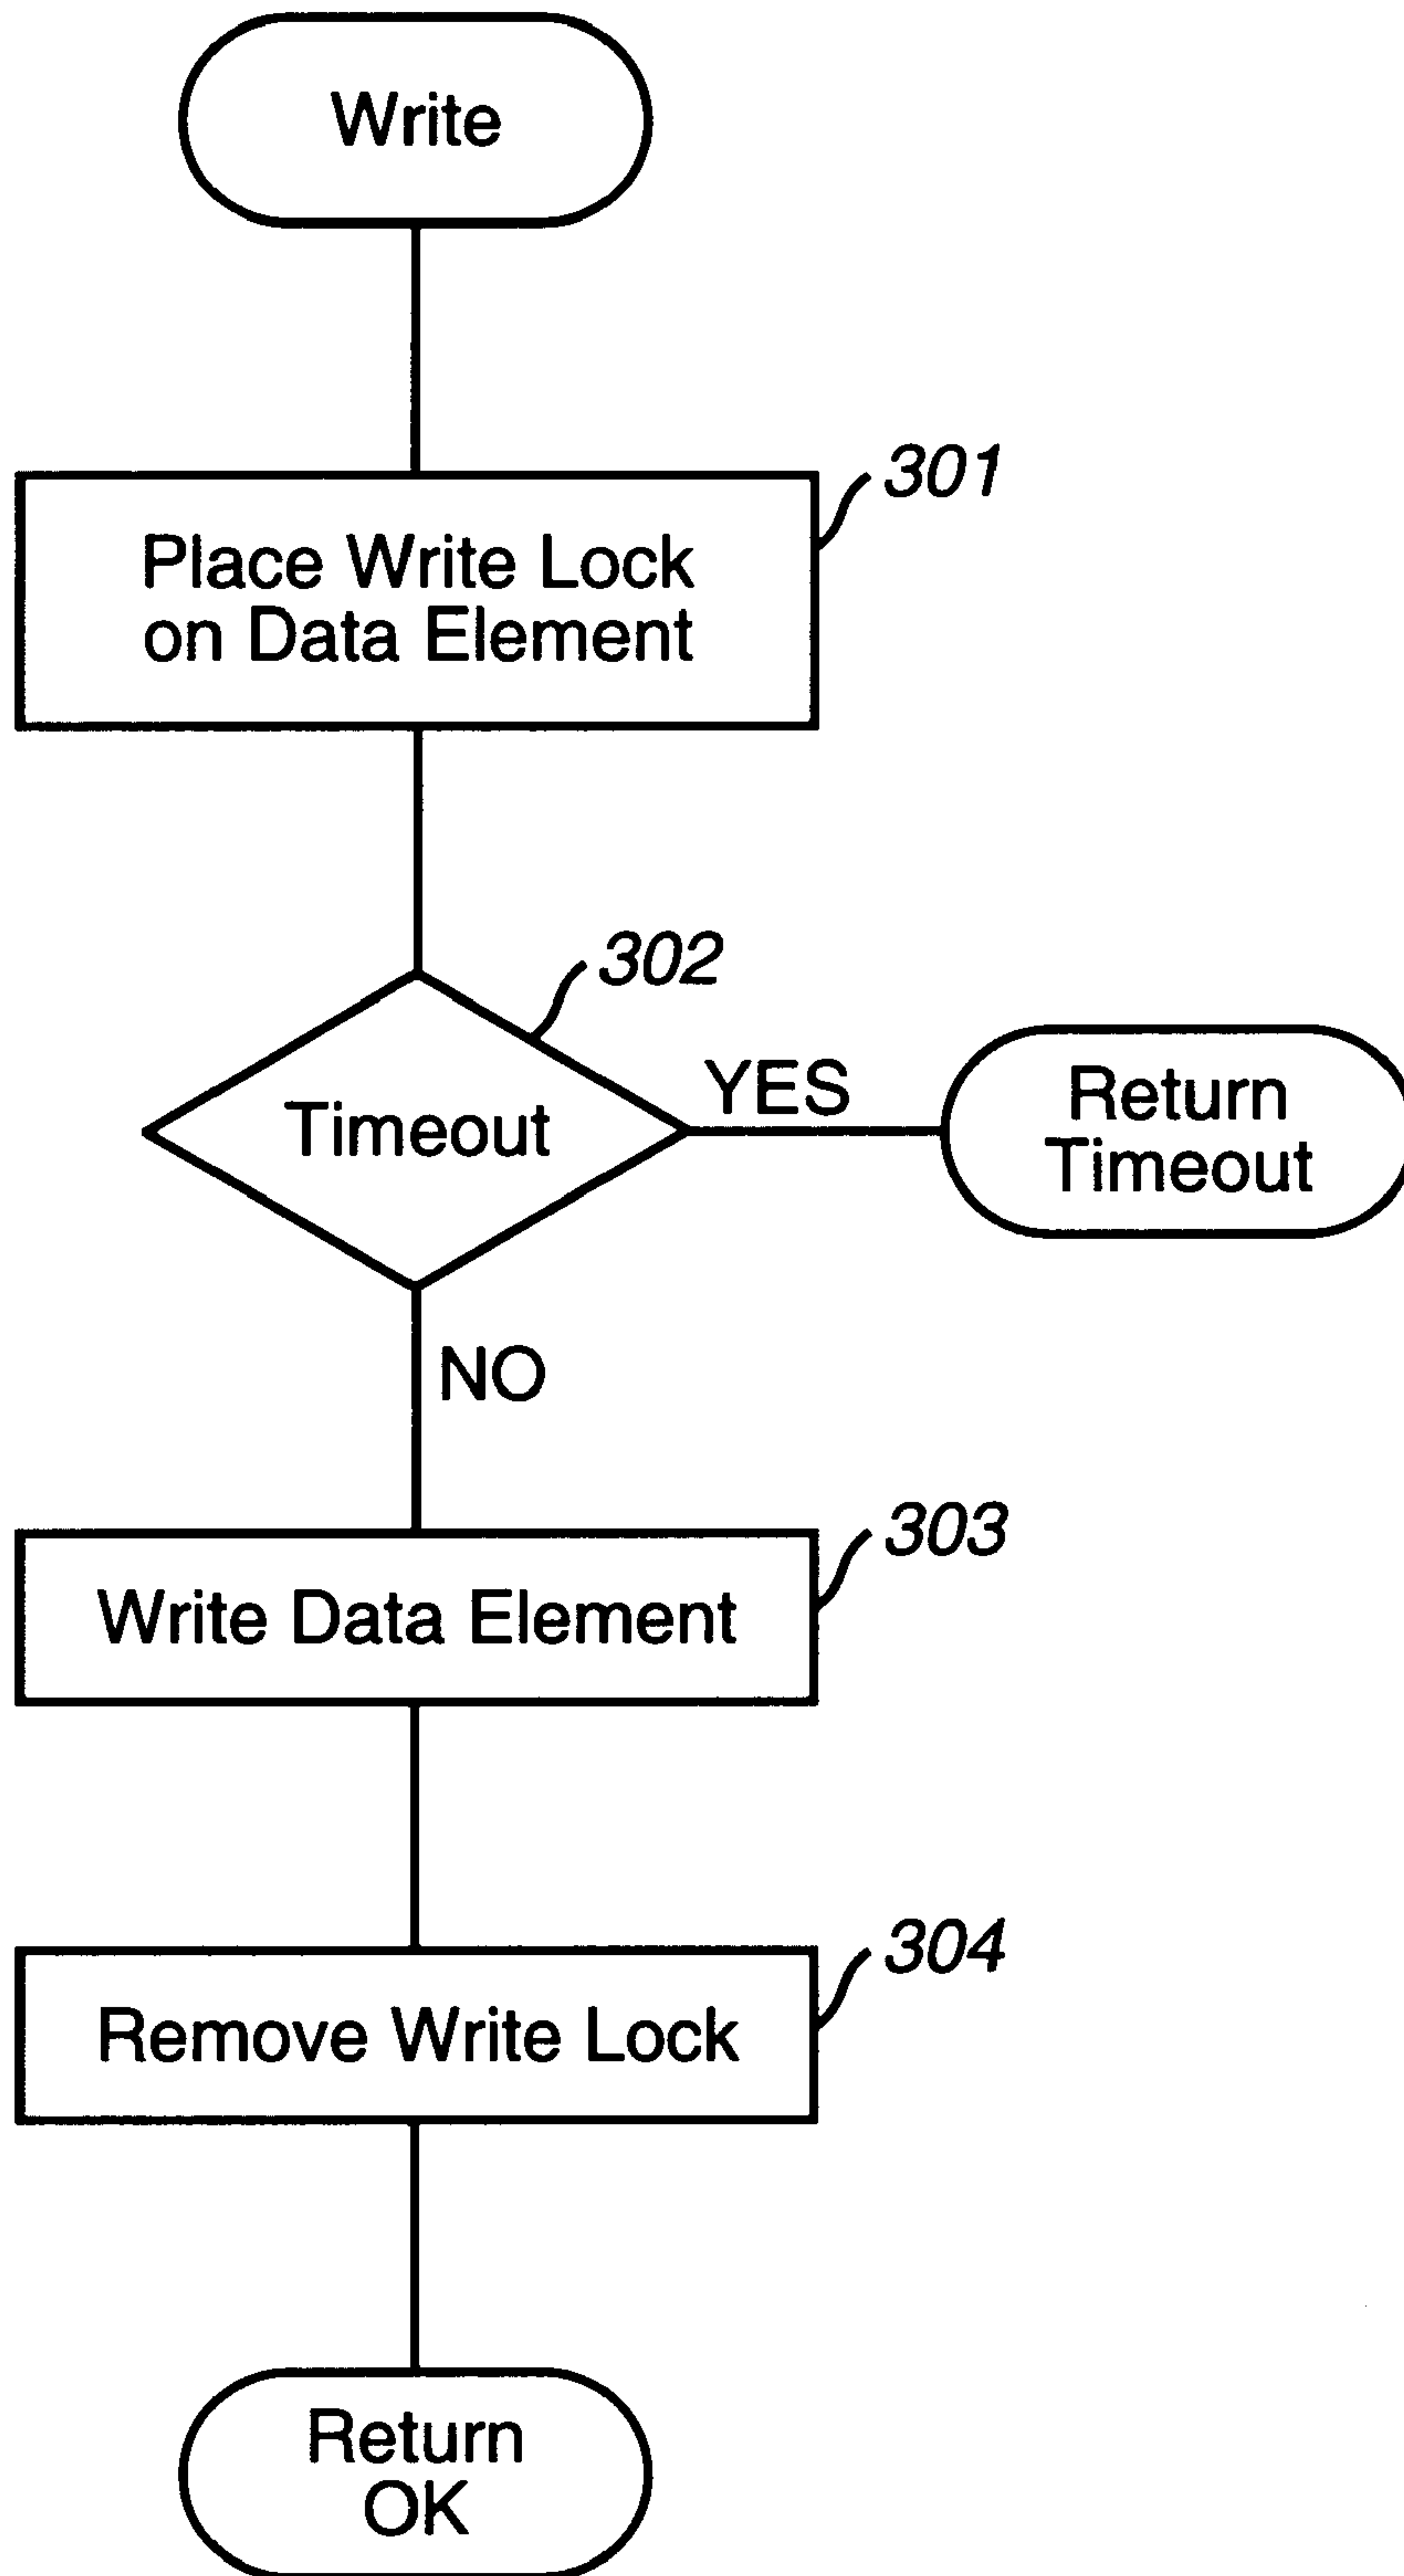 Write
301
Place Write Lock
on Data Element
302
Timeout
YES
Return
Timeout
NO
303
Write Data Element
304
Remove Write Lock
Return
OK